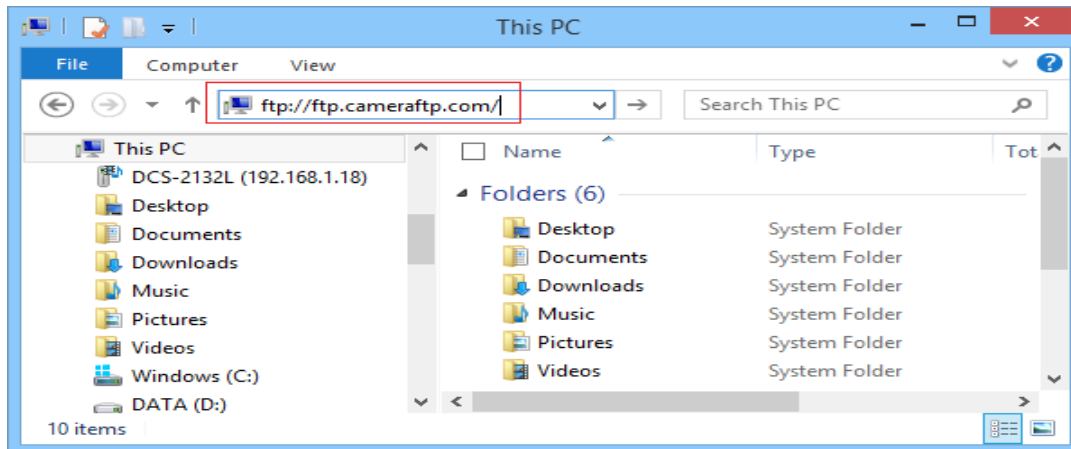 This PC
File Computer View
ftp://ftp.cameraftp.com/
Search This PC
This PC
DCS-2132L (192.168.1.18)
Desktop
Documents
Downloads
Music
Pictures
Videos
Windows (C:)
DATA (D:)
Name Type Tot
Folders (6)
Desktop System Folder
Documents System Folder
Downloads System Folder
Music System Folder
Pictures System Folder
Videos System Folder
10 items